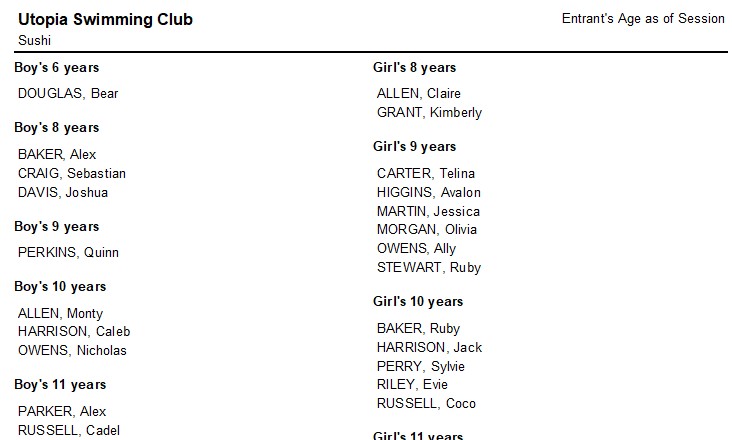 Utopia Swimming Club
Entrant's Age as of Session
Sushi
Boy's 6 years
DOUGLAS, Bear
Boy's 8 years
BAKER, Alex
CRAIG, Sebastian
DAVIS, Joshua
Boy's 9 years
PERKINS, Quinn
Boy's 10 years
ALLEN, Monty
HARRISON, Caleb
OWENS, Nicholas
Boy's 11 years
PARKER, Alex
RUSSELL, Cadel
Girl's 8 years
ALLEN, Claire
GRANT, Kimberly
Girl's 9 years
CARTER, Telina
HIGGINS, Avalon
MARTIN, Jessica
MORGAN, Olivia
OWENS, Ally
STEWART, Ruby
Girl's 10 years
BAKER, Ruby
HARRISON, Jack
PERRY, Sylvie
RILEY, Evie
RUSSELL, Coco
Girl's 11 years